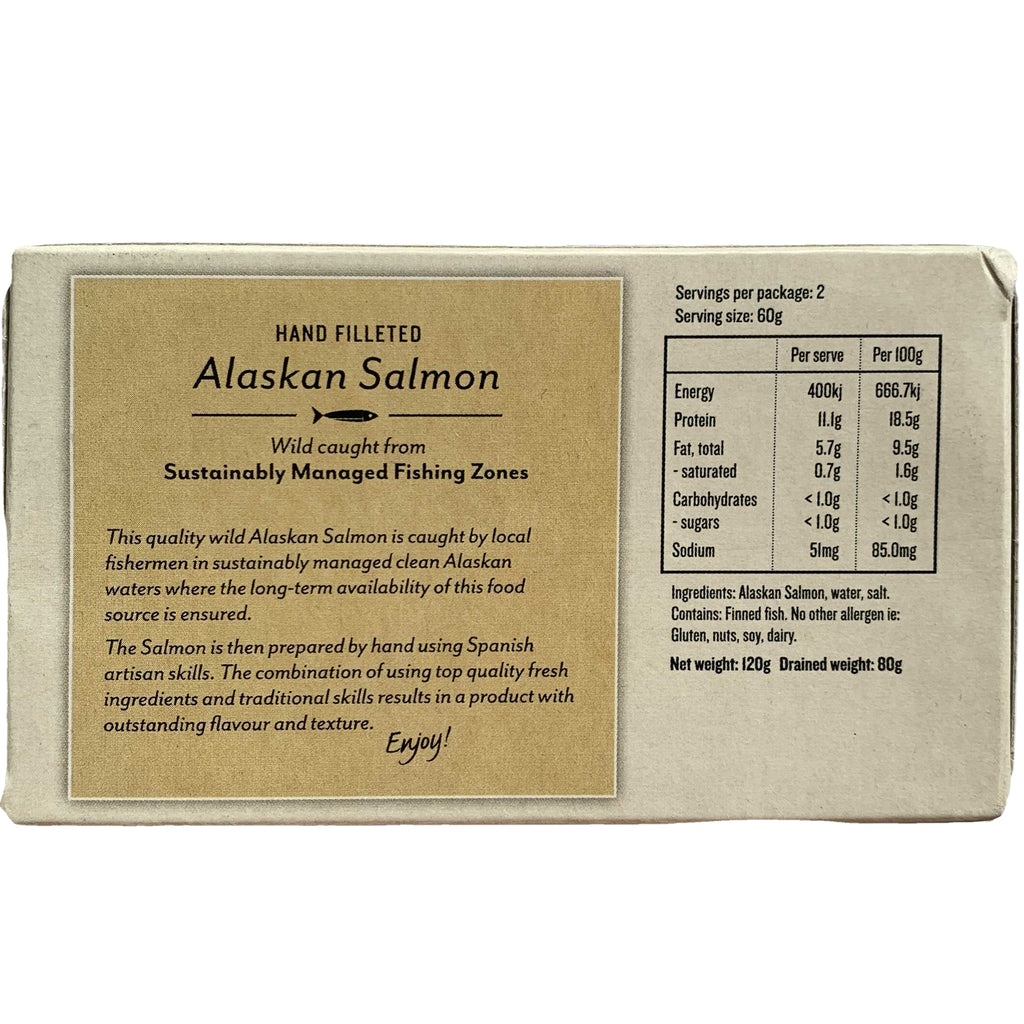 HAND FILLETED
Alaskan Salmon
Wild caught from
Sustainably Managed Fishing Zones
This quality wild Alaskan Salmon is caught by local
fishermen in sustainably managed clean Alaskan
waters where the long-term availability of this food
source is ensured.
The Salmon is then prepared by hand using Spanish
artisan skills. The combination of using top quality fresh
ingredients and traditional skills results in a product with
outstanding flavour and texture.
Enjoy!
Servings per package: 2
Serving size: 60g
Per serve Per 100g
Energy 400kj 666.7kj
Protein 11.1g 18.5g
Fat, total 5.7g 9.5g
- saturated 0.7g 1.6g
Carbohydrates < 1.0g < 1.0g
- sugars < 1.0g < 1.0g
Sodium 51mg 85.0mg
Ingredients: Alaskan Salmon, water, salt.
Contains: Finned fish. No other allergen ie:
Gluten, nuts, soy, dairy.
Net weight: 120g Drained weight: 80g